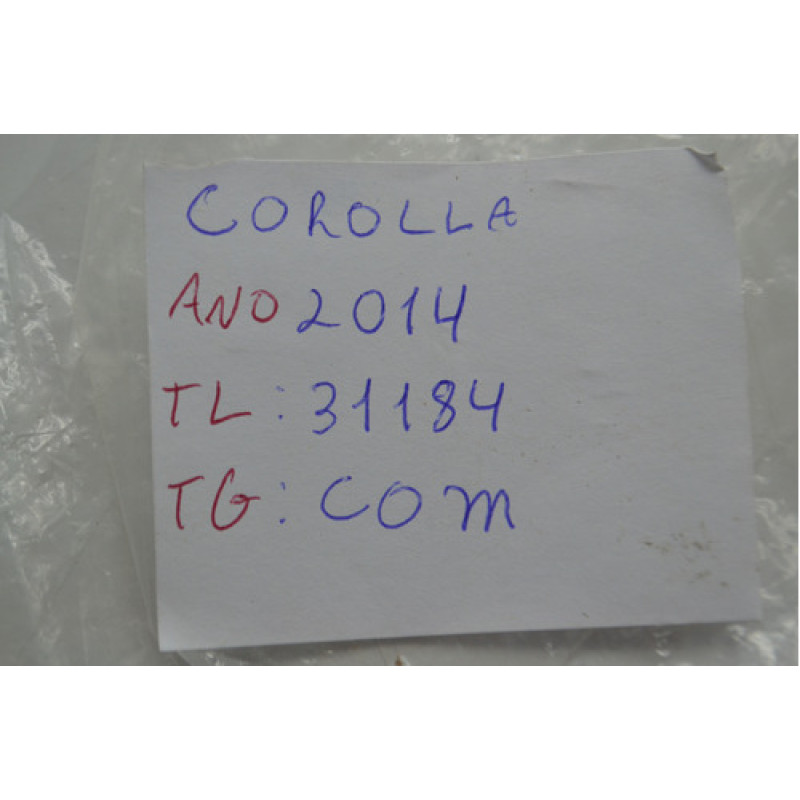 COROLLA
ANO 2014
TL: 31184
TG: COM